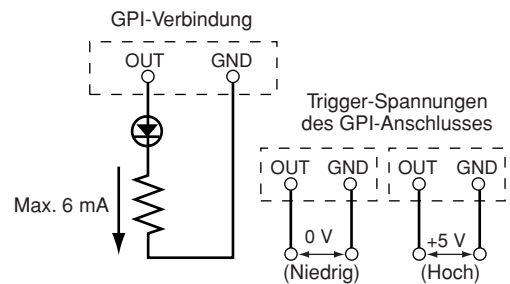 GPI-Verbindung
OUT GND
Max. 6 mA
Trigger-Spannungen
des GPI-Anschlusses
OUT GND OUT GND
0 V +5 V
(Niedrig) (Hoch)